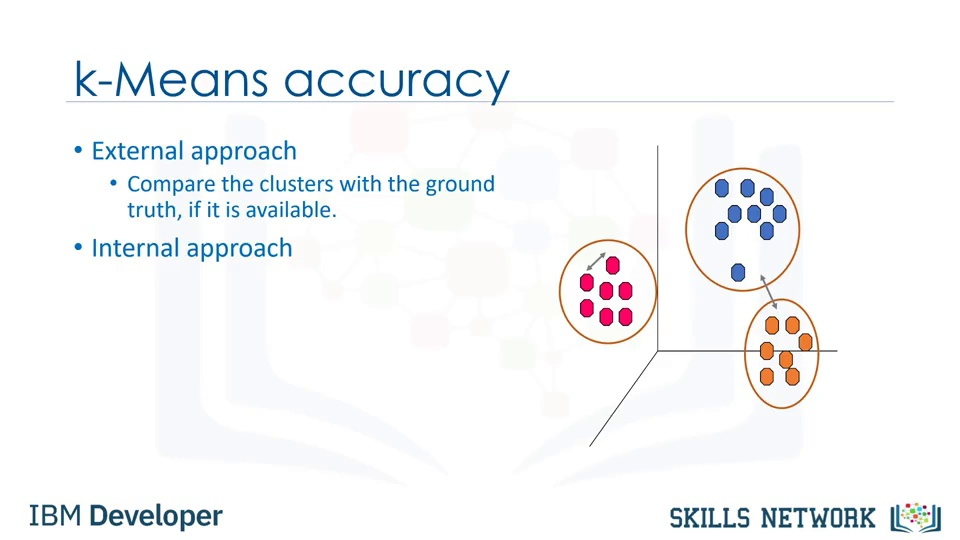 k-Means accuracy
• External approach
• Compare the clusters with the ground
truth, if it is available.
• Internal approach
IBM Developer
SKILLS NETWORK